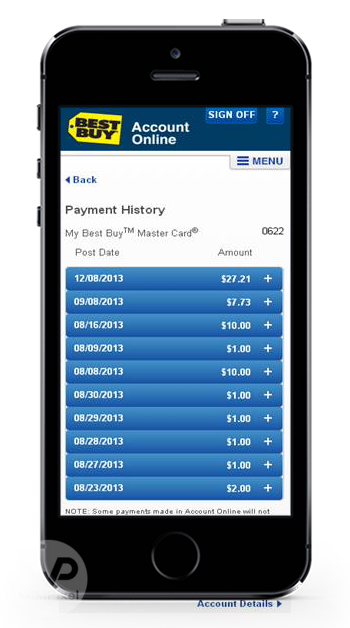 BEST BUY
Account Online
SIGN OFF
?
MENU
Back
Payment History
My Best Buy™ Master Card® 0622
Post Date Amount
12/08/2013 $27.21 +
09/08/2013 $7.73 +
08/16/2013 $10.00 +
08/09/2013 $1.00 +
08/08/2013 $10.00 +
08/30/2013 $1.00 +
08/29/2013 $1.00 +
08/28/2013 $1.00 +
08/27/2013 $1.00 +
08/23/2013 $2.00 +
NOTE: Some payments made in Account Online will not
Account Details